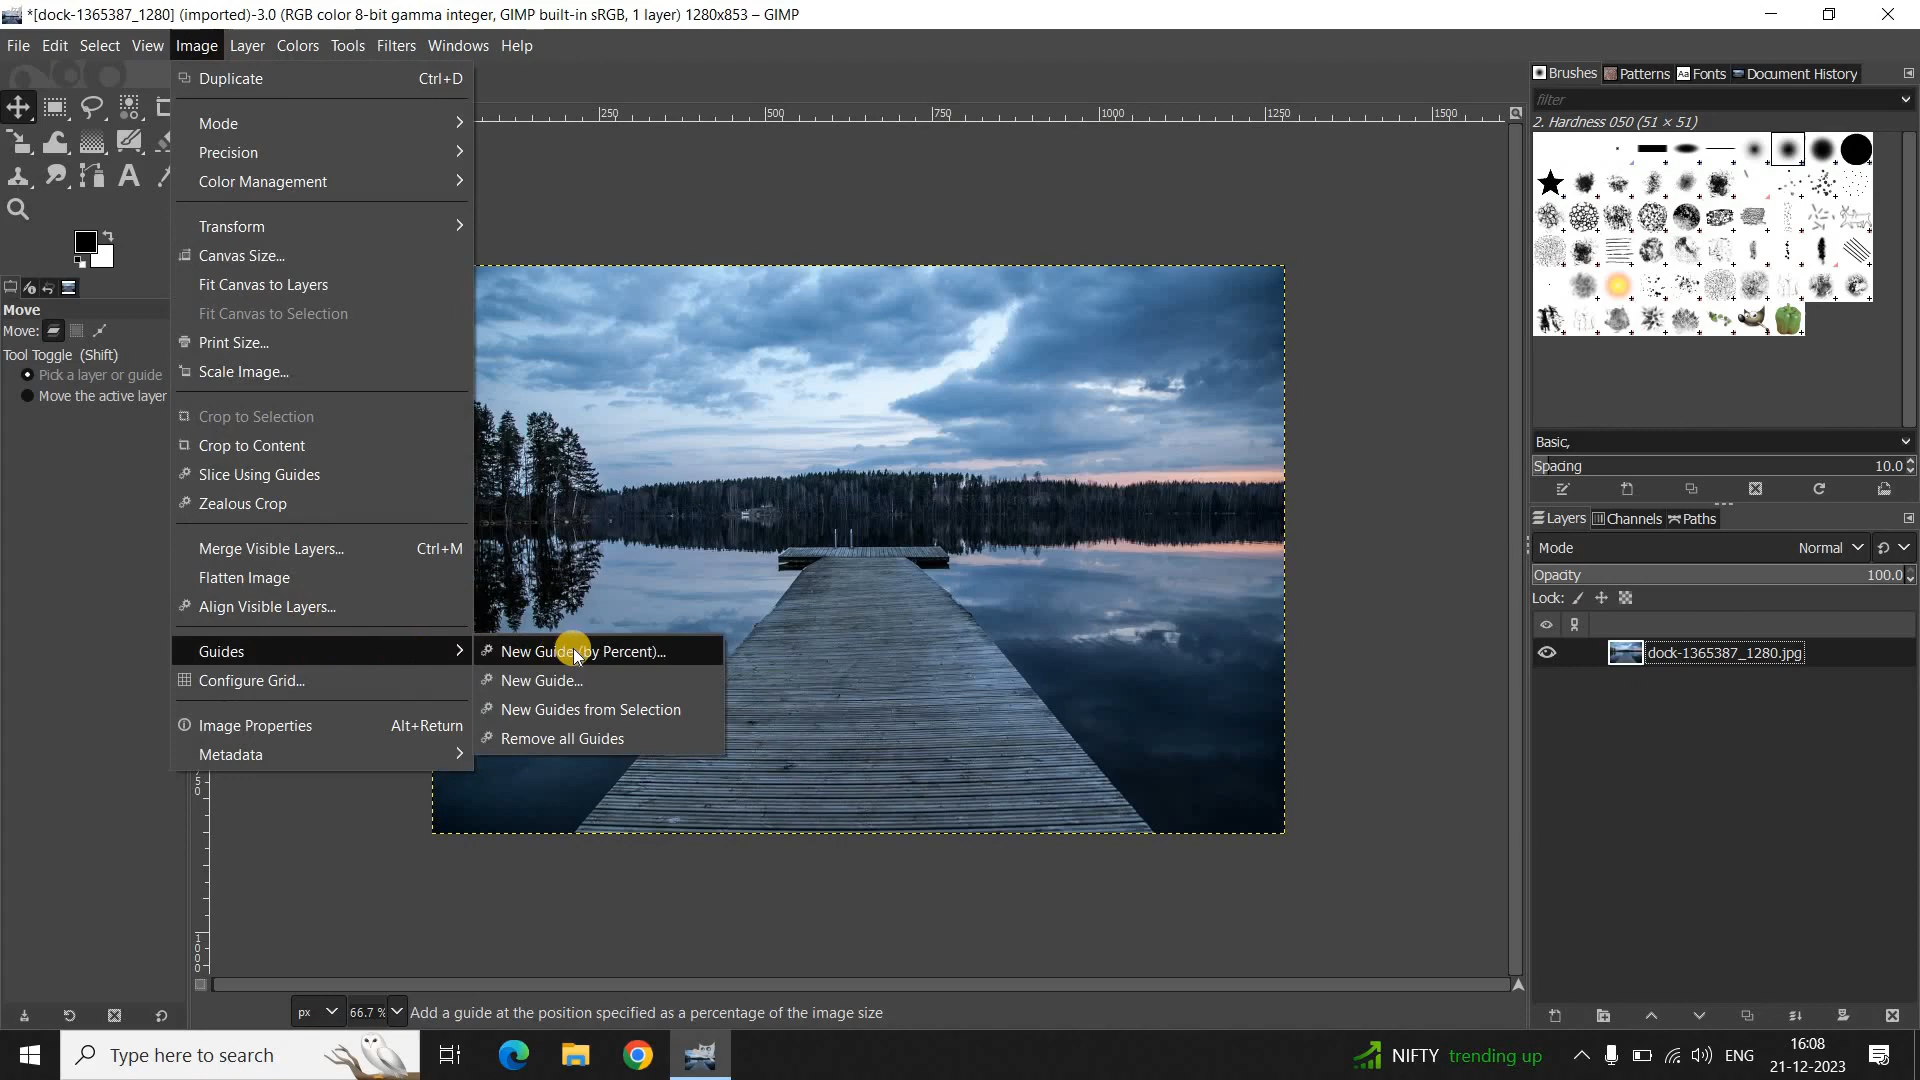 *[dock-1365387_1280] (imported)-3.0 (RGB color 8-bit gamma integer, GIMP built-in sRGB, 1 layer) 1280x853 – GIMP
File Edit Select View Image Layer Colors Tools Filters Windows Help
Duplicate Ctrl+D
Mode
Precision
Color Management
Transform
Canvas Size...
Fit Canvas to Layers
Fit Canvas to Selection
Print Size...
Scale Image...
Crop to Selection
Crop to Content
Slice Using Guides
Zealous Crop
Merge Visible Layers... Ctrl+M
Flatten Image
Align Visible Layers...
Guides
Configure Grid...
Image Properties Alt+Return
Metadata
New Guide (by Percent)...
New Guide...
New Guides from Selection
Remove all Guides
Move
Move:
Tool Toggle (Shift)
Pick a layer or guide
Move the active layer
250 500 750 1000 1250 1500
1000
Brushes Patterns Aa Fonts Document History
filter
2. Hardness 050 (51 × 51)
Basic,
Spacing 10.0
Layers Channels Paths
Mode Normal
Opacity 100.0
Lock:
dock-1365387_1280.jpg
px 66.7 % Add a guide at the position specified as a percentage of the image size
Type here to search
NIFTY trending up
ENG
16:08
21-12-2023